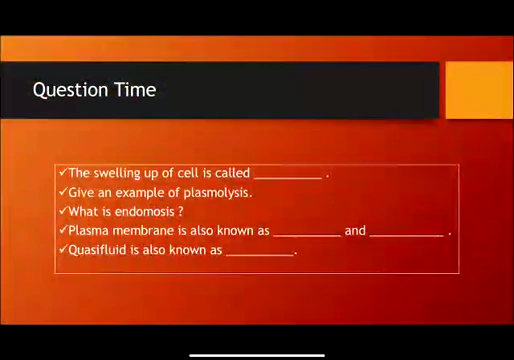 Question Time
✓The swelling up of cell is called __________ .
✓Give an example of plasmolysis.
✓What is endomosis ?
✓Plasma membrane is also known as __________ and ___________ .
✓Quasifluid is also known as __________.